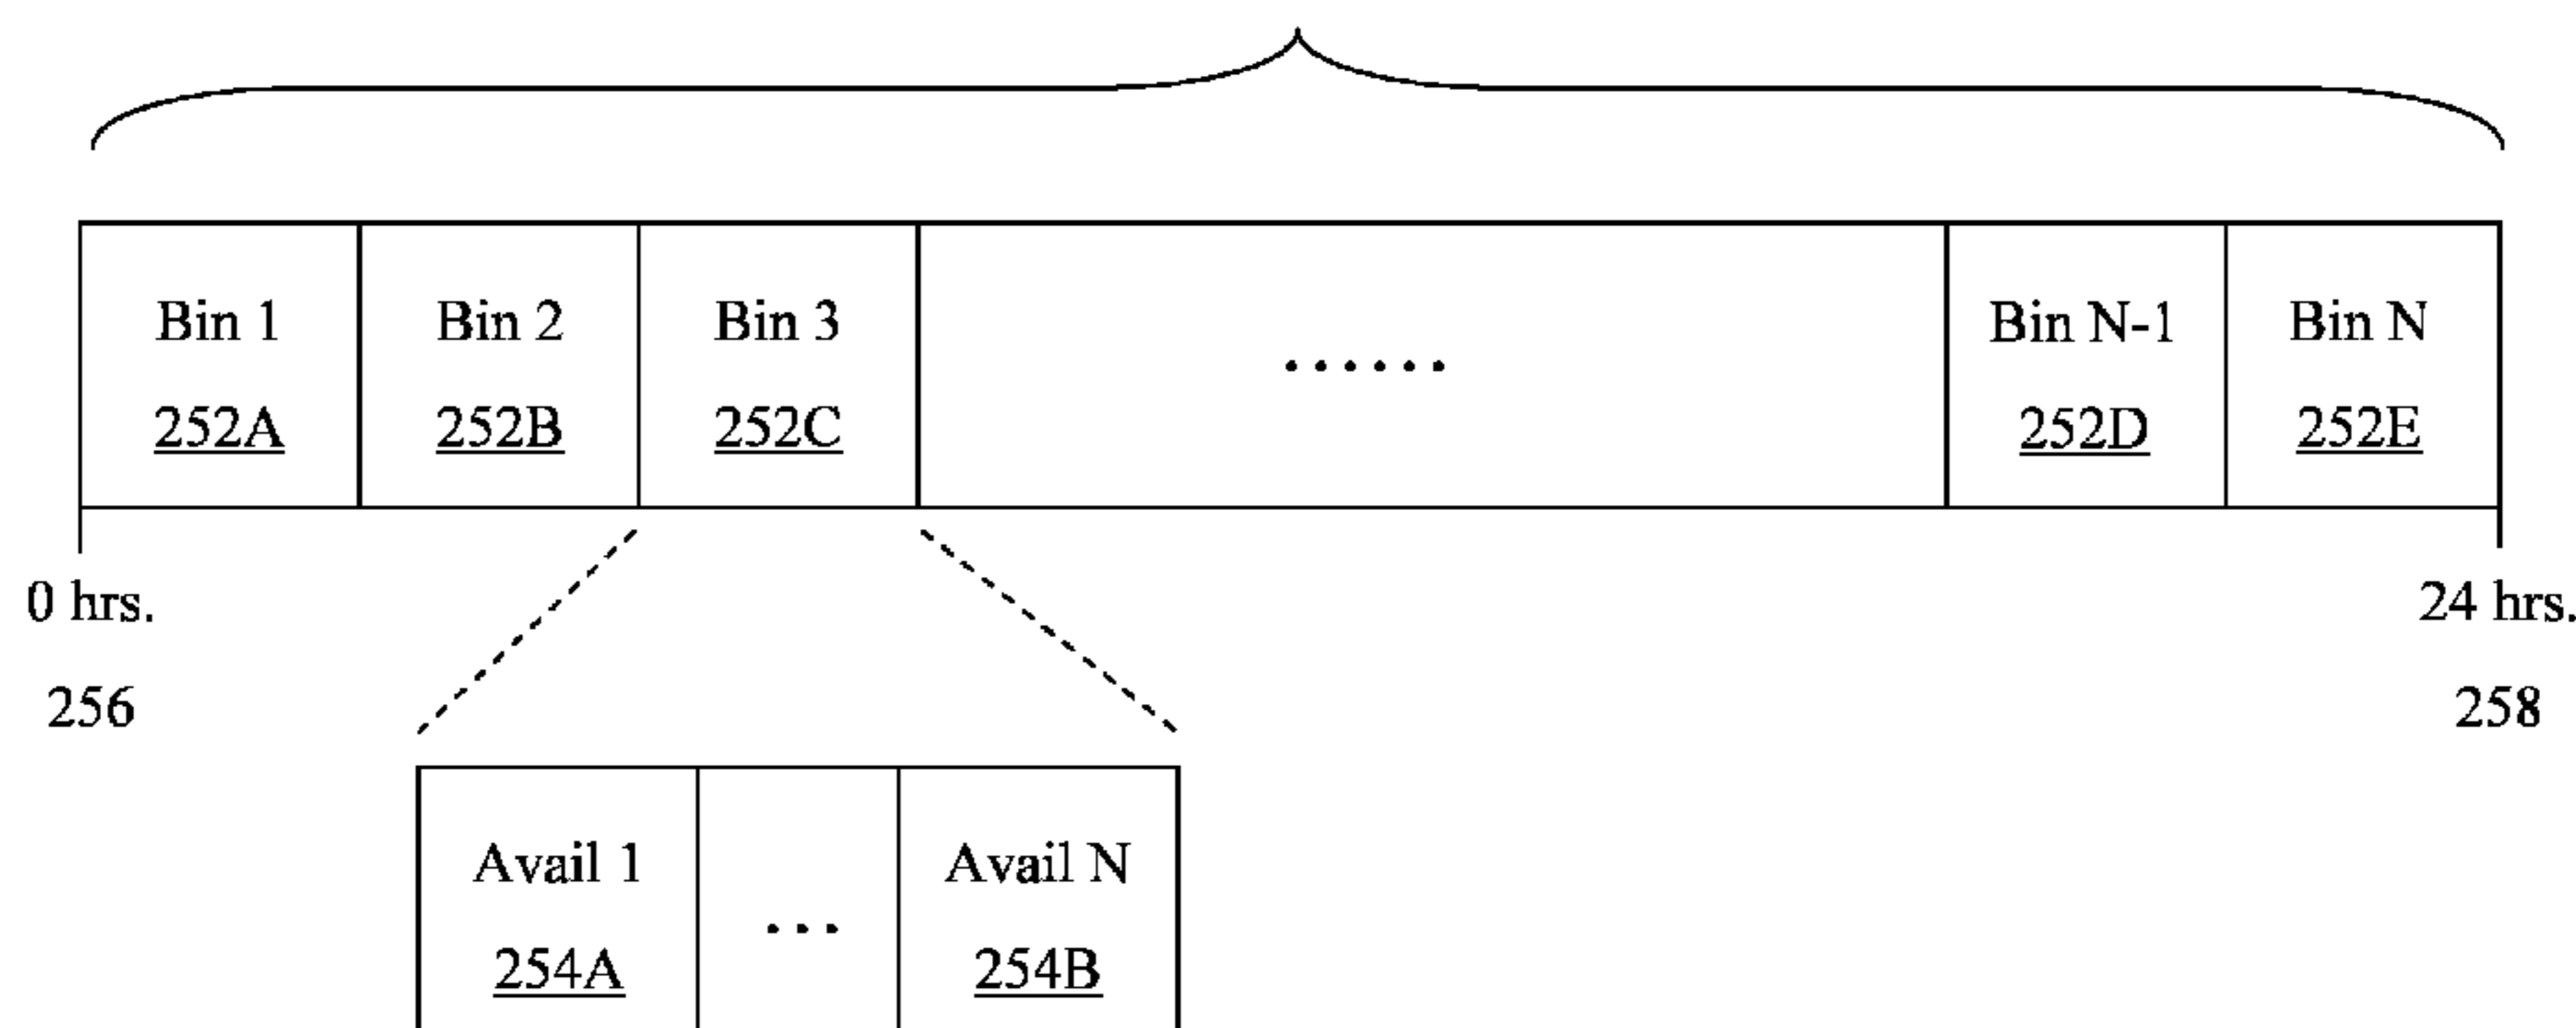 Bin 1 Bin 2 Bin 3 ...... Bin N-1 Bin N
252A 252B 252C 252D 252E
0 hrs. 24 hrs.
256 258
Avail 1 ... Avail N
254A 254B